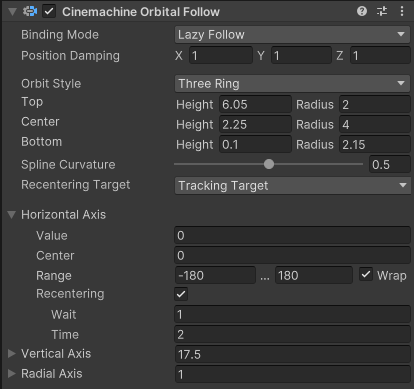 Cinemachine Orbital Follow
Binding Mode Lazy Follow
Position Damping X 1 Y 1 Z 1
Orbit Style Three Ring
Top Height 6.05 Radius 2
Center Height 2.25 Radius 4
Bottom Height 0.1 Radius 2.15
Spline Curvature 0.5
Recentering Target Tracking Target
Horizontal Axis
Value 0
Center 0
Range -180 ... 180 Wrap
Recentering
Wait 1
Time 2
Vertical Axis 17.5
Radial Axis 1